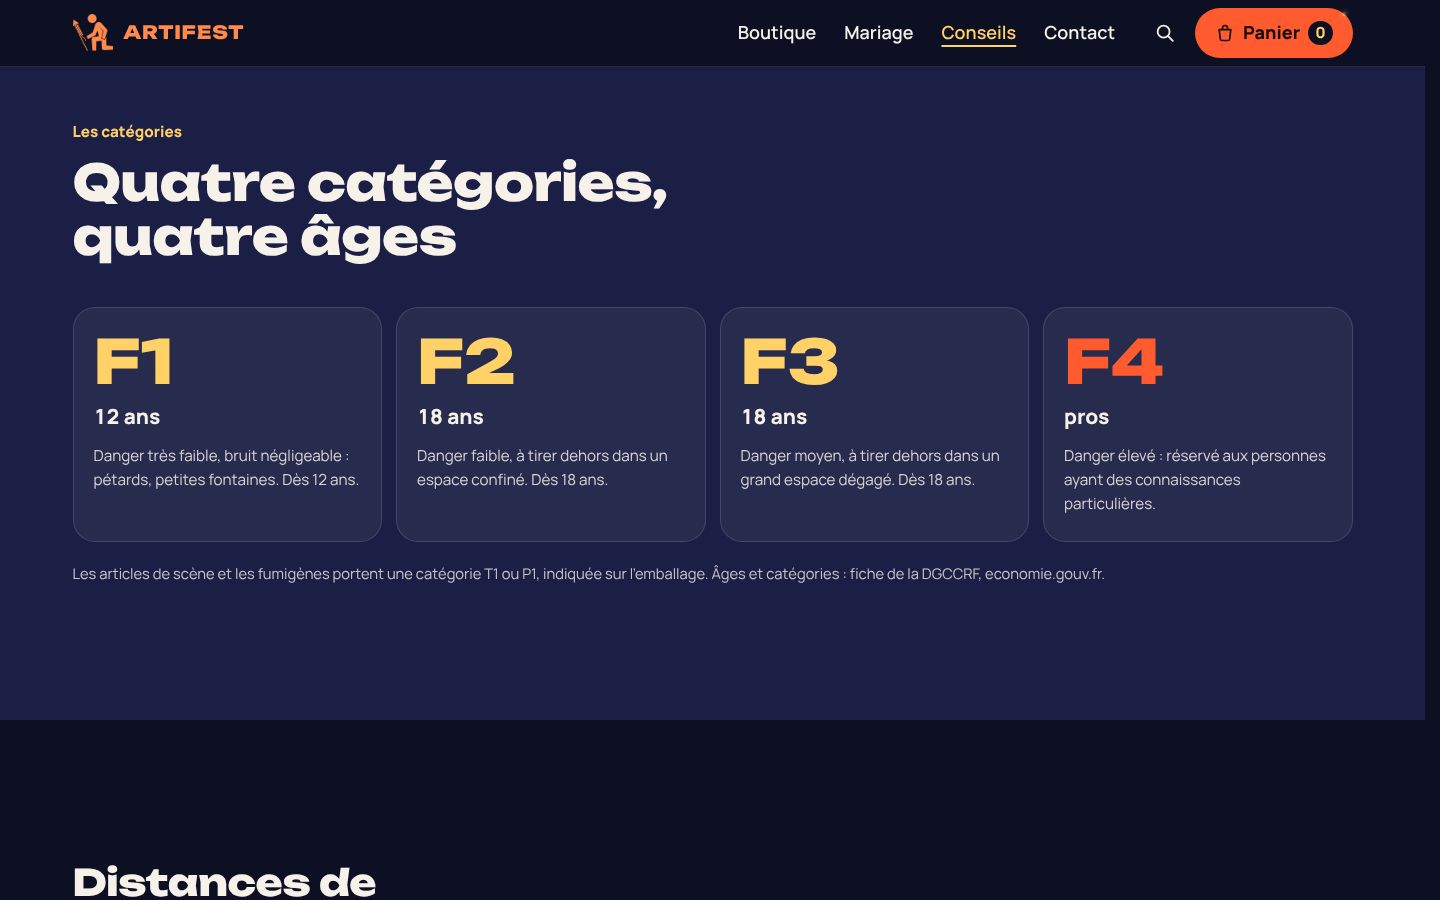 ARTIFEST
Boutique Mariage Conseils Contact Panier 0
Les catégories
Quatre catégories,
quatre âges
F1
12 ans
Danger très faible, bruit négligeable :
pétards, petites fontaines. Dès 12 ans.
F2
18 ans
Danger faible, à tirer dehors dans un
espace confiné. Dès 18 ans.
F3
18 ans
Danger moyen, à tirer dehors dans un
grand espace dégagé. Dès 18 ans.
F4
pros
Danger élevé : réservé aux personnes
ayant des connaissances
particulières.
Les articles de scène et les fumigènes portent une catégorie T1 ou P1, indiquée sur l'emballage. Âges et catégories : fiche de la DGCCRF, economie.gouv.fr.
Distances de